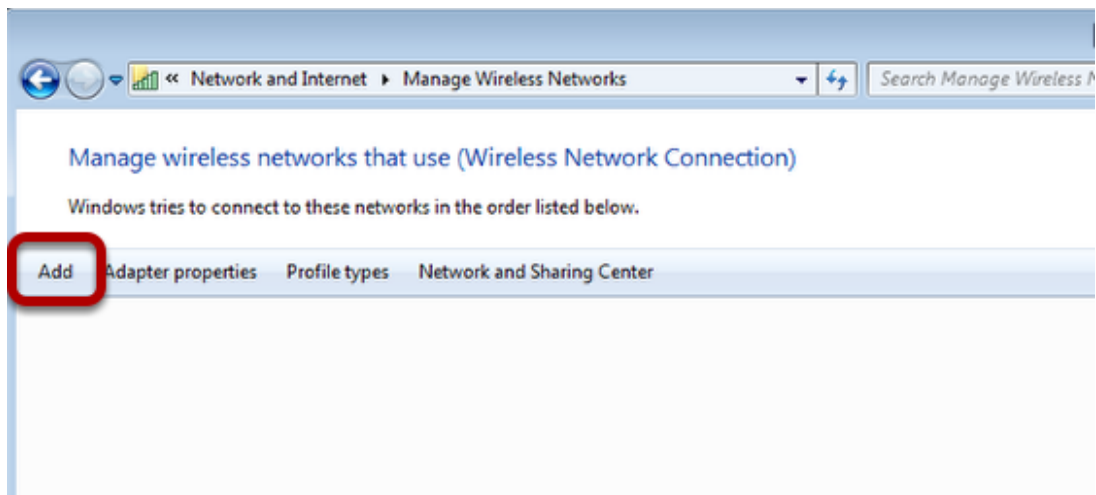 « Network and Internet ▸ Manage Wireless Networks
Search Manage Wireless
Manage wireless networks that use (Wireless Network Connection)
Windows tries to connect to these networks in the order listed below.
Add Adapter properties Profile types Network and Sharing Center